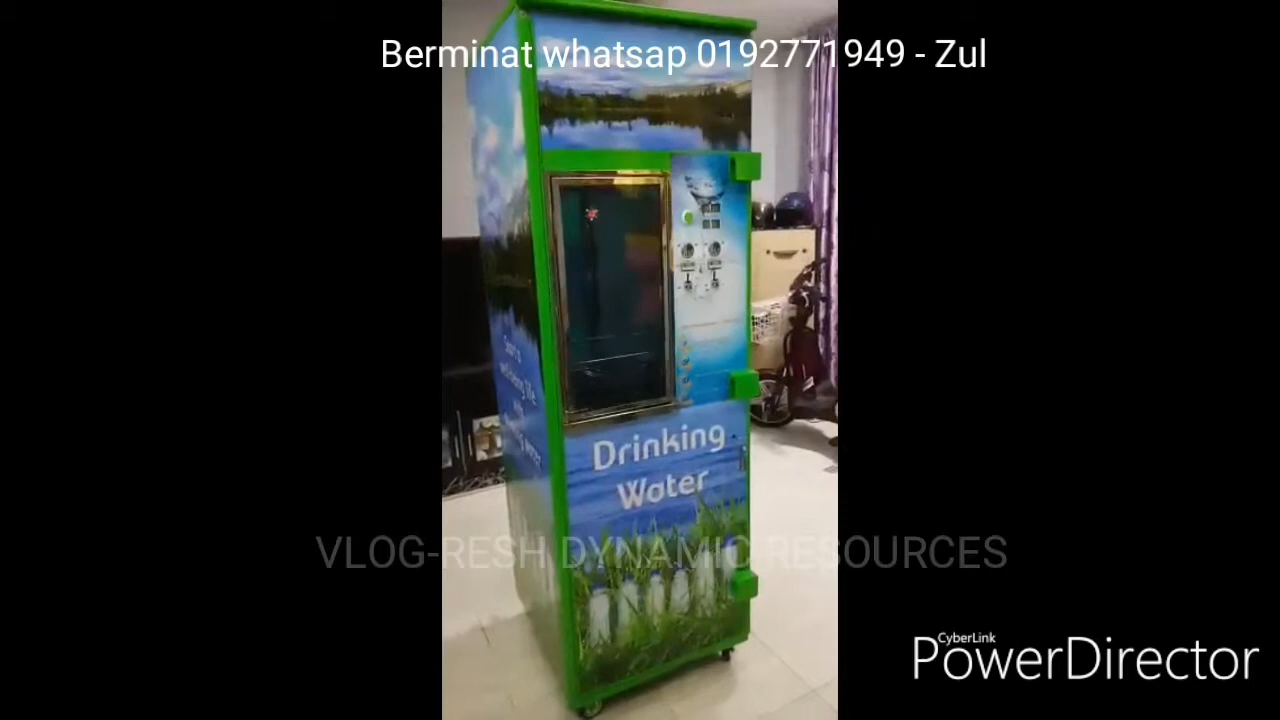 Berminat whatsap 0192771949 - Zul
Drinking
Water
VLOG-RESH DYNAMIC RESOURCES
CyberLink
PowerDirector